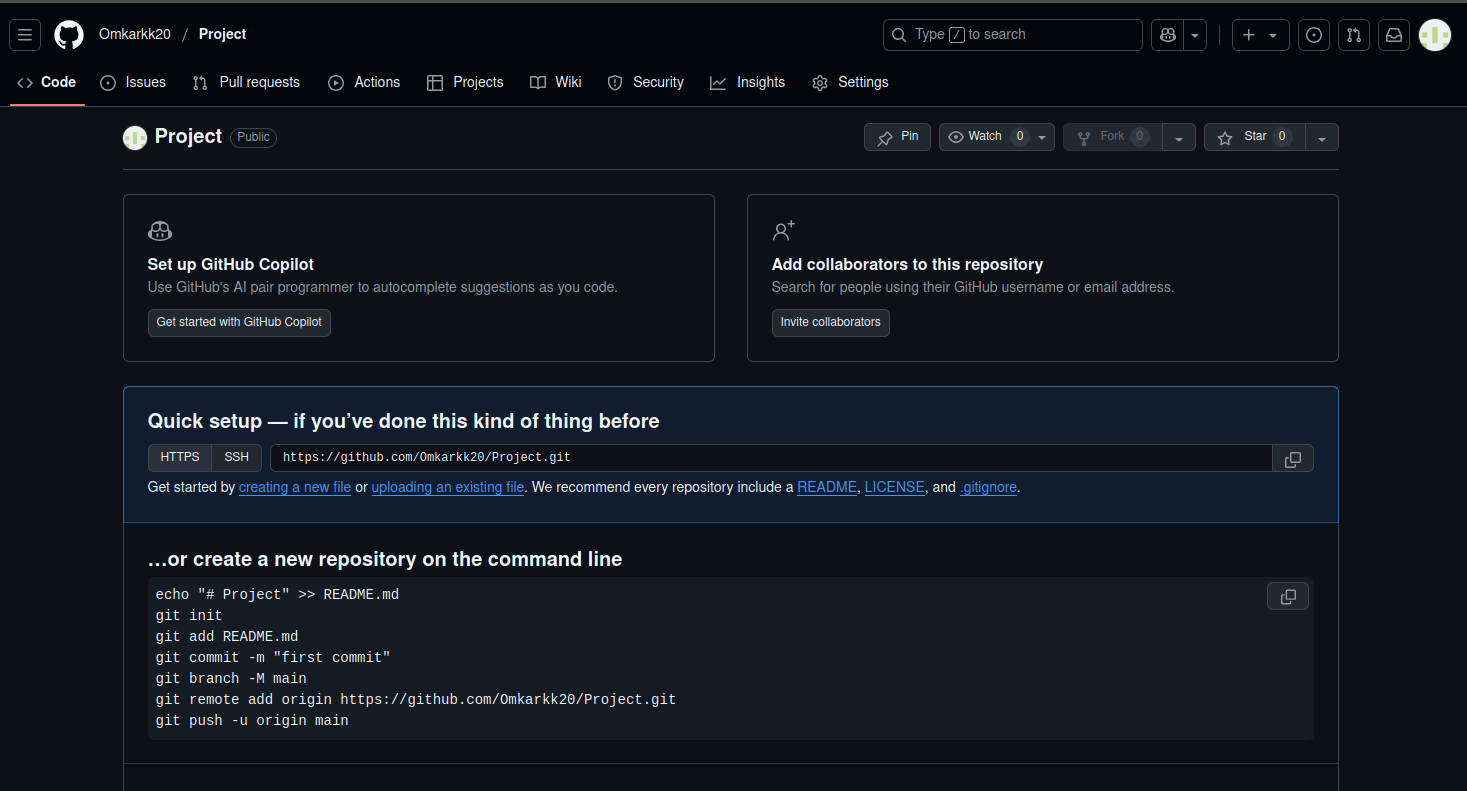 Omkarkk20 / Project
Type / to search
Code Issues Pull requests Actions Projects Wiki Security Insights Settings
Project Public
Pin Watch 0 Fork 0 Star 0
Set up GitHub Copilot
Use GitHub's AI pair programmer to autocomplete suggestions as you code.
Get started with GitHub Copilot
Add collaborators to this repository
Search for people using their GitHub username or email address.
Invite collaborators
Quick setup — if you’ve done this kind of thing before
HTTPS SSH https://github.com/Omkarkk20/Project.git
Get started by creating a new file or uploading an existing file. We recommend every repository include a README, LICENSE, and .gitignore.
…or create a new repository on the command line
echo "# Project" >> README.md
git init
git add README.md
git commit -m "first commit"
git branch -M main
git remote add origin https://github.com/Omkarkk20/Project.git
git push -u origin main